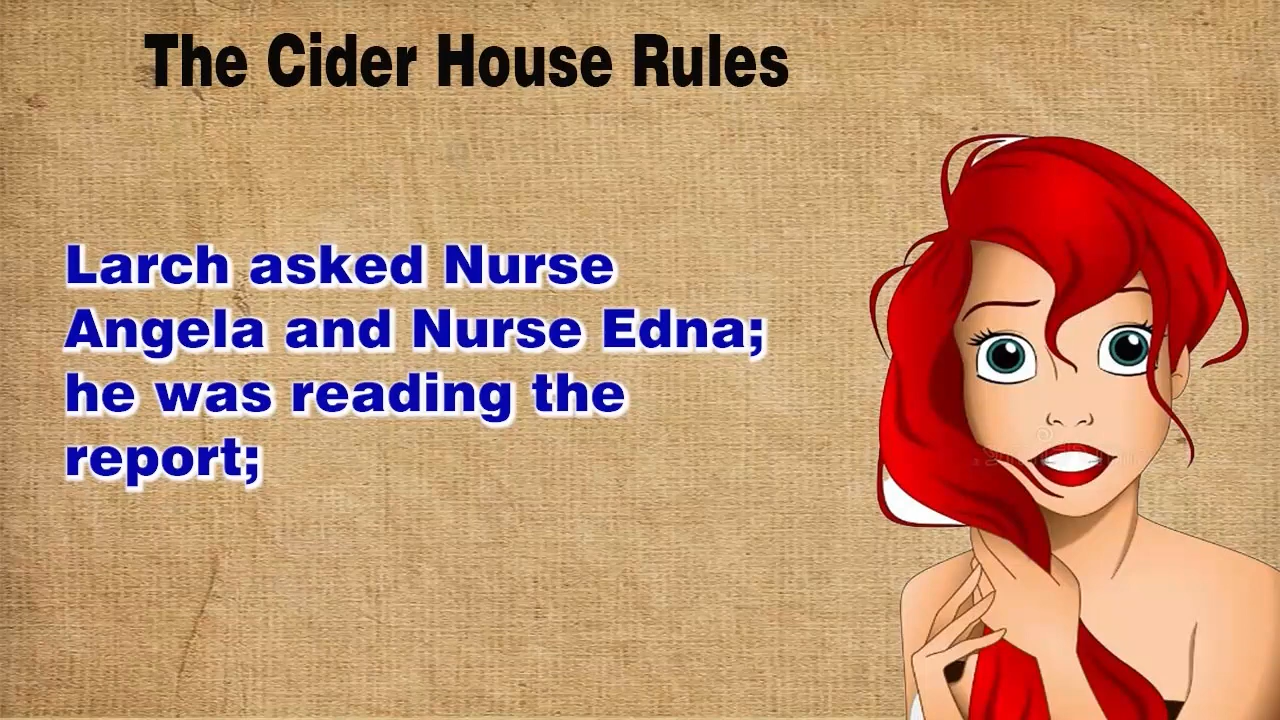 The Cider House Rules
Larch asked Nurse
Angela and Nurse Edna;
he was reading the
report;